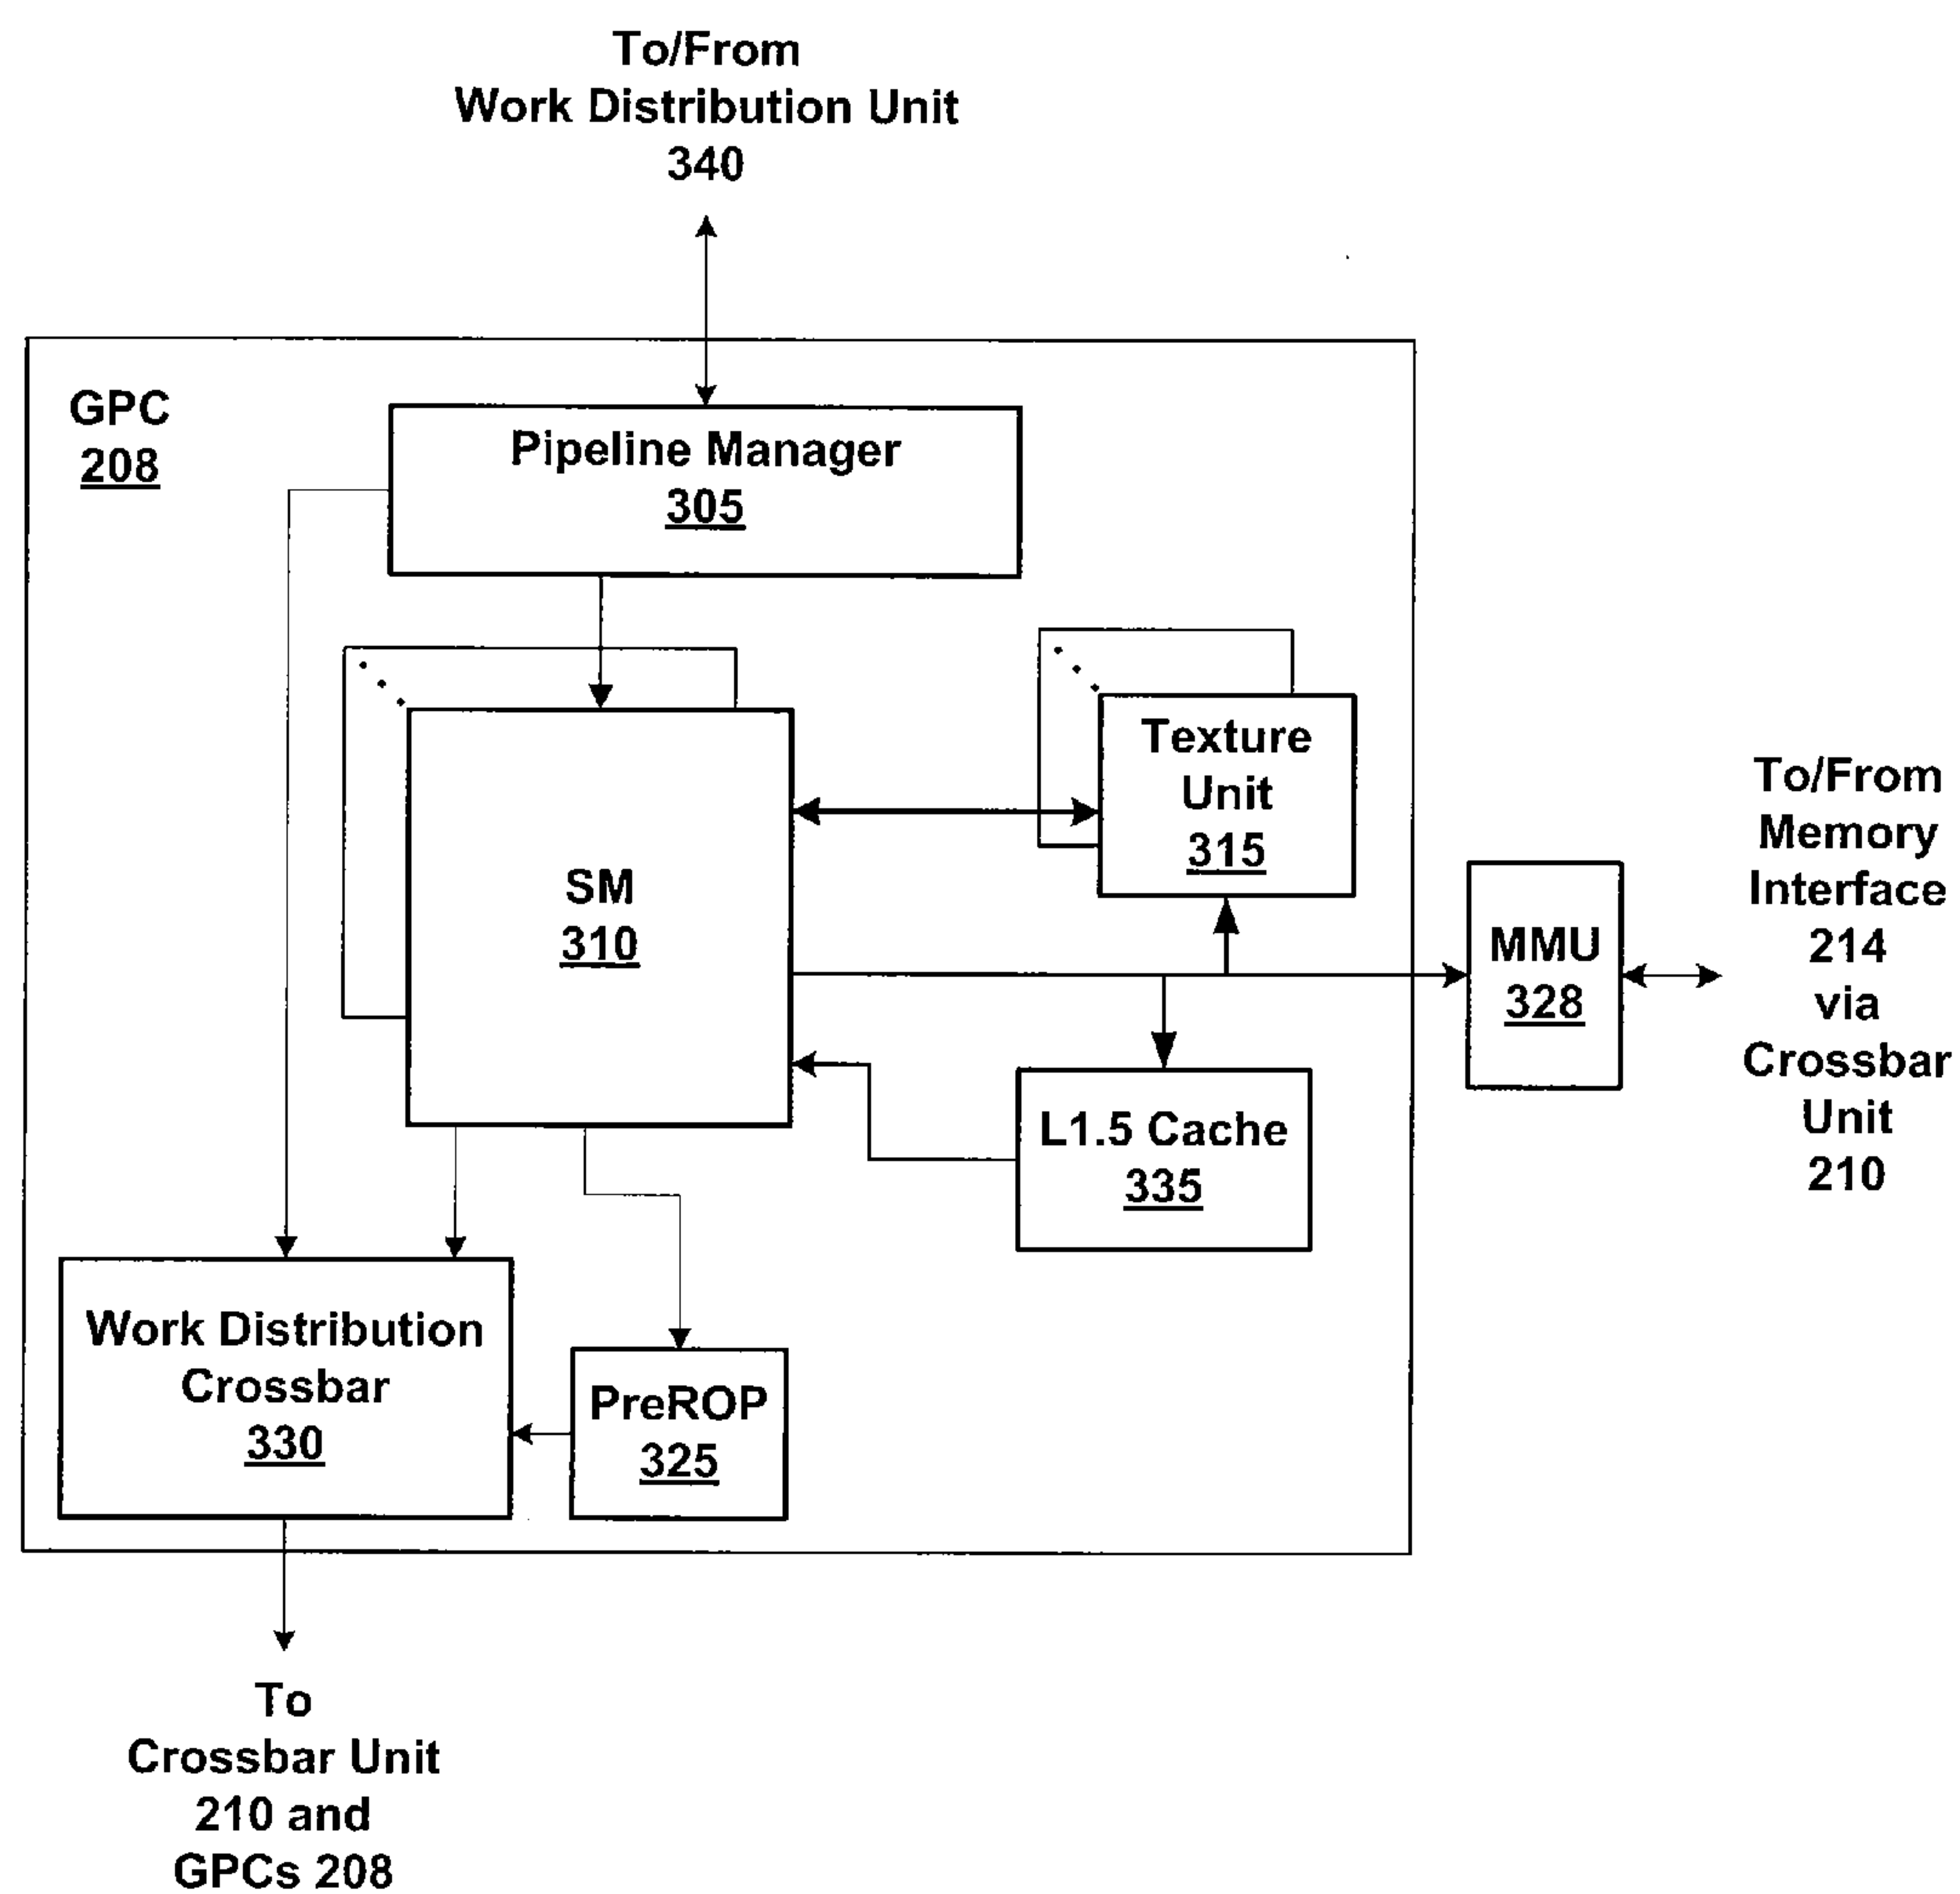 To/From
Work Distribution Unit
340
GPC
208
Pipeline Manager
305
Texture
Unit
315
SM
310
MMU
328
To/From
Memory
Interface
214
via
Crossbar
Unit
210
L1.5 Cache
335
Work Distribution
Crossbar
330
PreROP
325
To
Crossbar Unit
210 and
GPCs 208